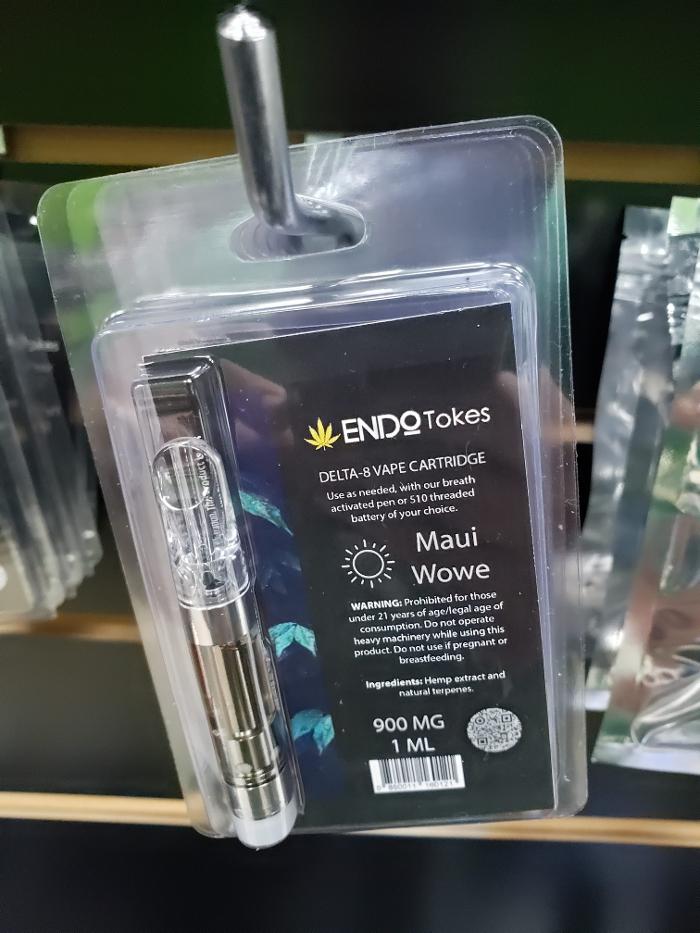 ENDO Tokes
DELTA-8 VAPE CARTRIDGE
Use as needed, with our breath
activated pen or 510 threaded
battery of your choice.
Maui
Wowe
WARNING: Prohibited for those
under 21 years of age/legal age of
consumption. Do not operate
heavy machinery while using this
product. Do not use if pregnant or
breastfeeding.
Ingredients: Hemp extract and
natural terpenes.
900 MG
1 ML